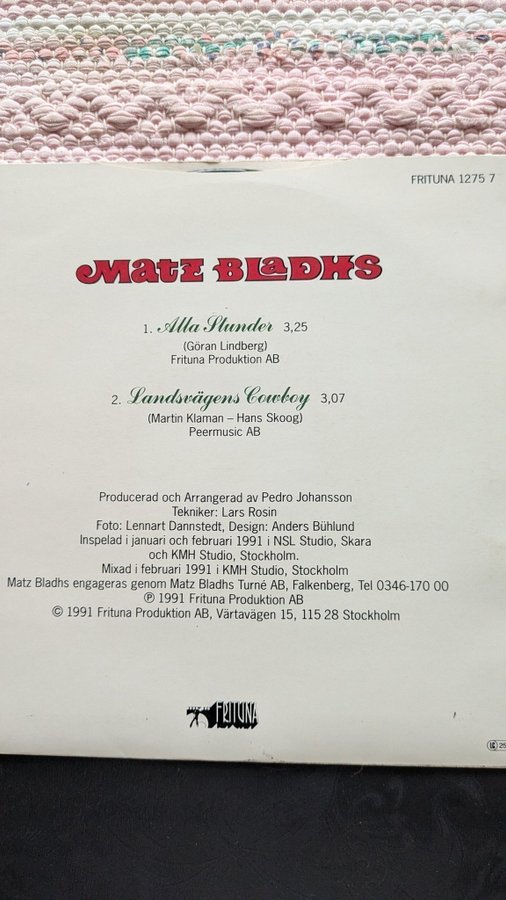 FRITUNA 1275 7
Matz Bladhs
1. Alla Stunder 3,25
(Göran Lindberg)
Frituna Produktion AB
2. Landsvägens Cowboy 3,07
(Martin Klaman – Hans Skoog)
Peermusic AB
Producerad och Arrangerad av Pedro Johansson
Tekniker: Lars Rosin
Foto: Lennart Dannstedt, Design: Anders Bühlund
Inspelad i januari och februari 1991 i NSL Studio, Skara
och KMH Studio, Stockholm.
Mixad i februari 1991 i KMH Studio, Stockholm
Matz Bladhs engageras genom Matz Bladhs Turné AB, Falkenberg, Tel 0346-170 00
℗ 1991 Frituna Produktion AB
© 1991 Frituna Produktion AB, Värtavägen 15, 115 28 Stockholm
FRITUNA